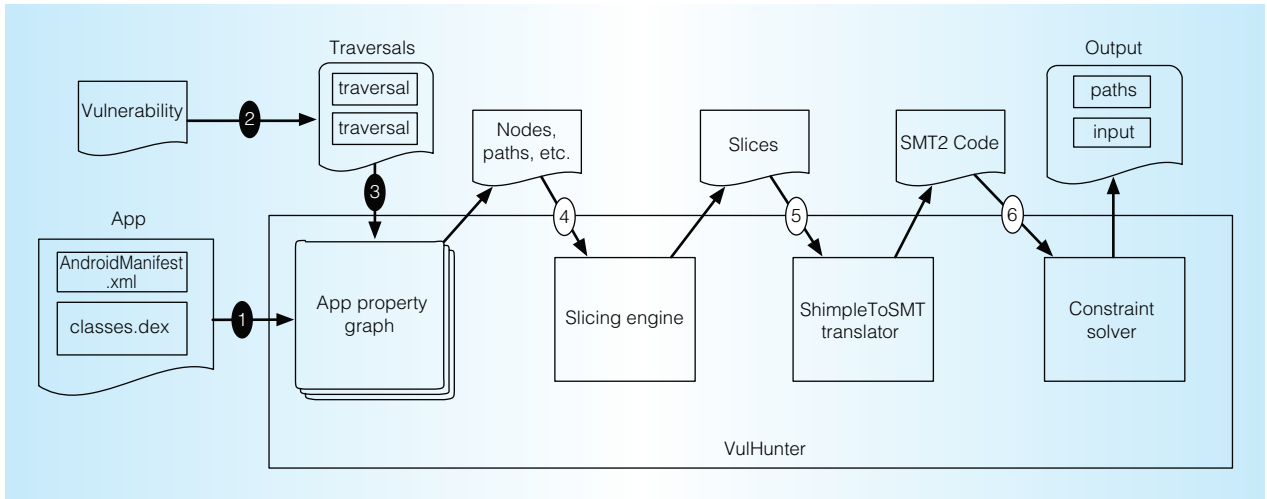 Traversals
traversal
traversal
Vulnerability
2
3
Nodes,
paths, etc.
Slices
SMT2 Code
Output
paths
input
4
5
6
App
AndroidManifest
.xml
classes.dex
1
App property
graph
Slicing engine
ShimpleToSMT
translator
Constraint
solver
VulHunter